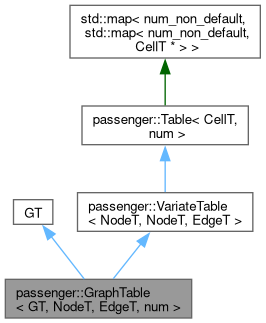 std::map< num_non_default,
std::map< num_non_default,
CellT * > >
passenger::Table< CellT,
num >
GT
passenger::VariateTable
< NodeT, NodeT, EdgeT >
passenger::GraphTable
< GT, NodeT, EdgeT, num >